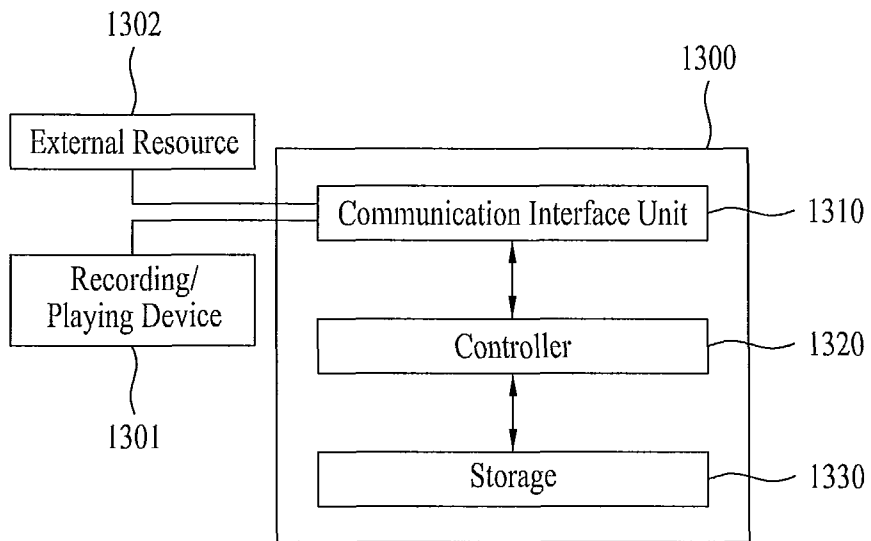 1302
1300
External Resource
Communication Interface Unit
1310
Recording/
Playing Device
Controller
1320
1301
Storage
1330